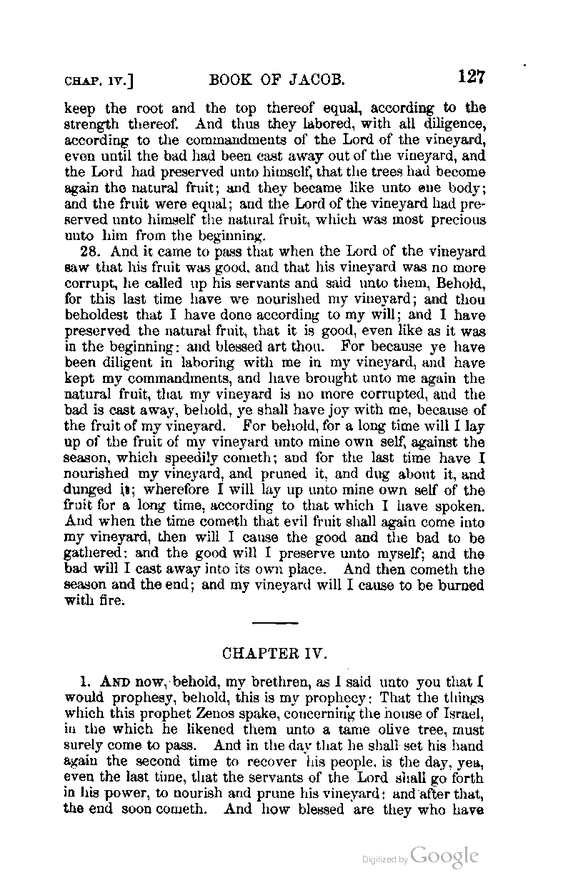 CHAP. IV.] BOOK OF JACOB. 127
keep the root and the top thereof equal, according to the
strength thereof. And thus they labored, with all diligence,
according to the commandments of the Lord of the vineyard,
even until the bad had been cast away out of the vineyard, and
the Lord had preserved unto himself, that the trees had become
again the natural fruit; and they became like unto one body;
and the fruit were equal; and the Lord of the vineyard had pre-
served unto himself the natural fruit, which was most precious
unto him from the beginning.
28. And it came to pass that when the Lord of the vineyard
saw that his fruit was good, and that his vineyard was no more
corrupt, he called up his servants and said unto them, Behold,
for this last time have we nourished my vineyard; and thou
beholdest that I have done according to my will; and I have
preserved the natural fruit, that it is good, even like as it was
in the beginning: and blessed art thou. For because ye have
been diligent in laboring with me in my vineyard, and have
kept my commandments, and have brought unto me again the
natural fruit, that my vineyard is no more corrupted, and the
bad is cast away, behold, ye shall have joy with me, because of
the fruit of my vineyard. For behold, for a long time will I lay
up of the fruit of my vineyard unto mine own self, against the
season, which speedily cometh; and for the last time have I
nourished my vineyard, and pruned it, and dug about it, and
dunged it; wherefore I will lay up unto mine own self of the
fruit for a long time, according to that which I have spoken.
And when the time cometh that evil fruit shall again come into
my vineyard, then will I cause the good and the bad to be
gathered: and the good will I preserve unto myself; and the
bad will I cast away into its own place. And then cometh the
season and the end; and my vineyard will I cause to be burned
with fire.
CHAPTER IV.
1. AND now, behold, my brethren, as I said unto you that I
would prophesy, behold, this is my prophecy: That the things
which this prophet Zenos spake, concerning the house of Israel,
in the which he likened them unto a tame olive tree, must
surely come to pass. And in the day that he shall set his hand
again the second time to recover his people, is the day, yea,
even the last time, that the servants of the Lord shall go forth
in his power, to nourish and prune his vineyard: and after that,
the end soon cometh. And how blessed are they who have
Digitized by Google